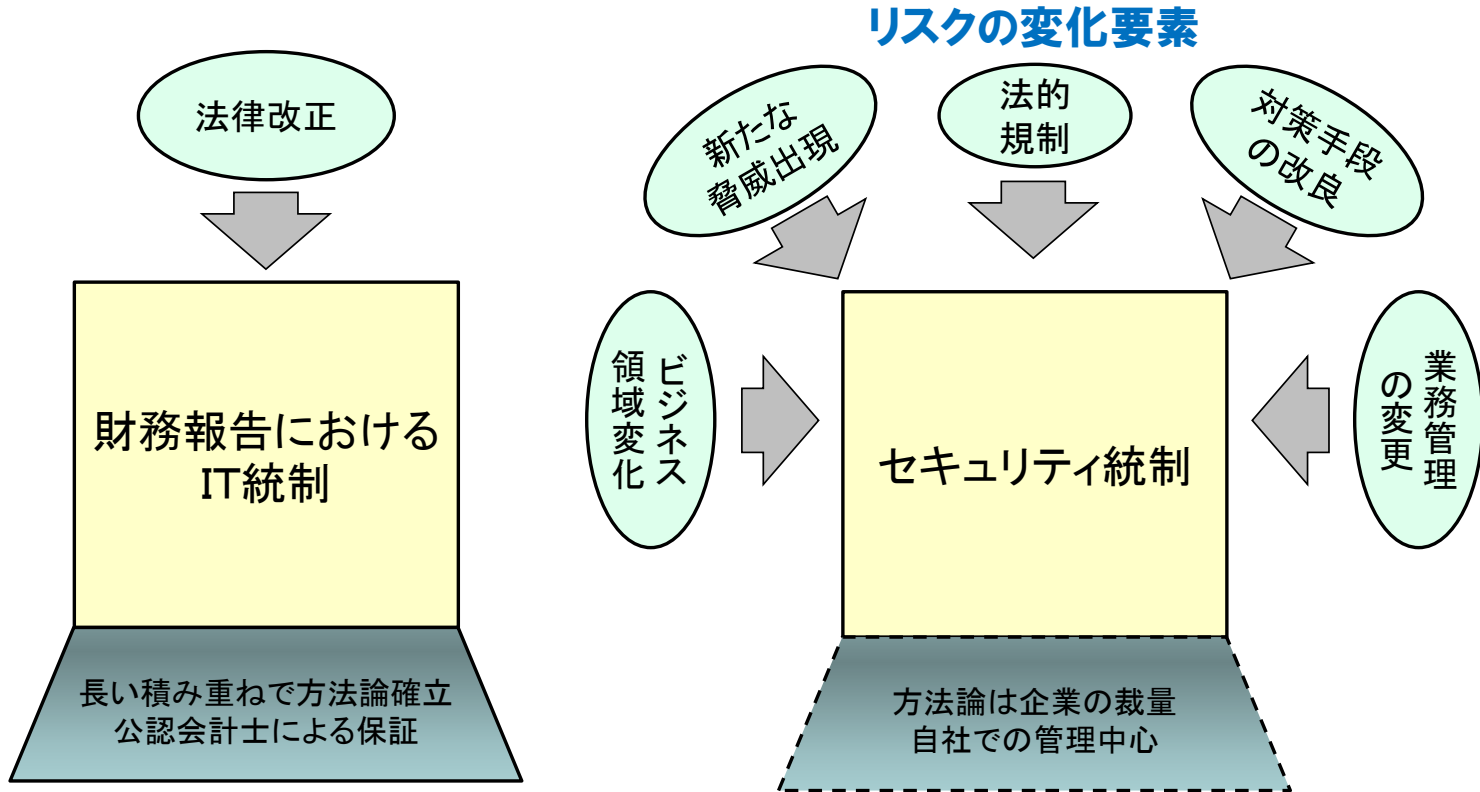 リスクの変化要素
法律改正
新たな
脅威出現
法的
規制
対策手段
の改良
財務報告における
IT統制
ビジネス
領域変化
セキュリティ統制
業務管理
の変更
長い積み重ねで方法論確立
公認会計士による保証
方法論は企業の裁量
自社での管理中心